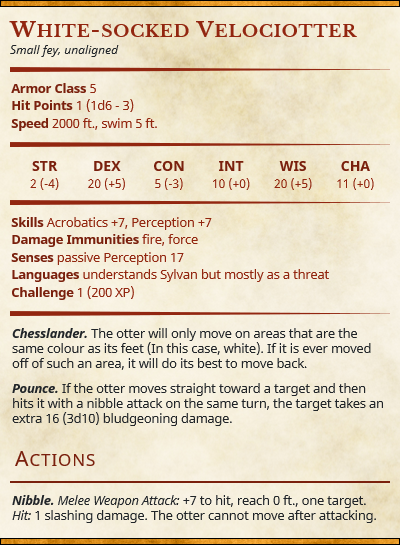 White-socked Velociotter
Small fey, unaligned
Armor Class 5
Hit Points 1 (1d6 - 3)
Speed 2000 ft., swim 5 ft.
STR DEX CON INT WIS CHA
2 (-4) 20 (+5) 5 (-3) 10 (+0) 20 (+5) 11 (+0)
Skills Acrobatics +7, Perception +7
Damage Immunities fire, force
Senses passive Perception 17
Languages understands Sylvan but mostly as a threat
Challenge 1 (200 XP)
Chesslander. The otter will only move on areas that are the
same colour as its feet (In this case, white). If it is ever moved
off of such an area, it will do its best to move back.
Pounce. If the otter moves straight toward a target and then
hits it with a nibble attack on the same turn, the target takes an
extra 16 (3d10) bludgeoning damage.
Actions
Nibble. Melee Weapon Attack: +7 to hit, reach 0 ft., one target.
Hit: 1 slashing damage. The otter cannot move after attacking.